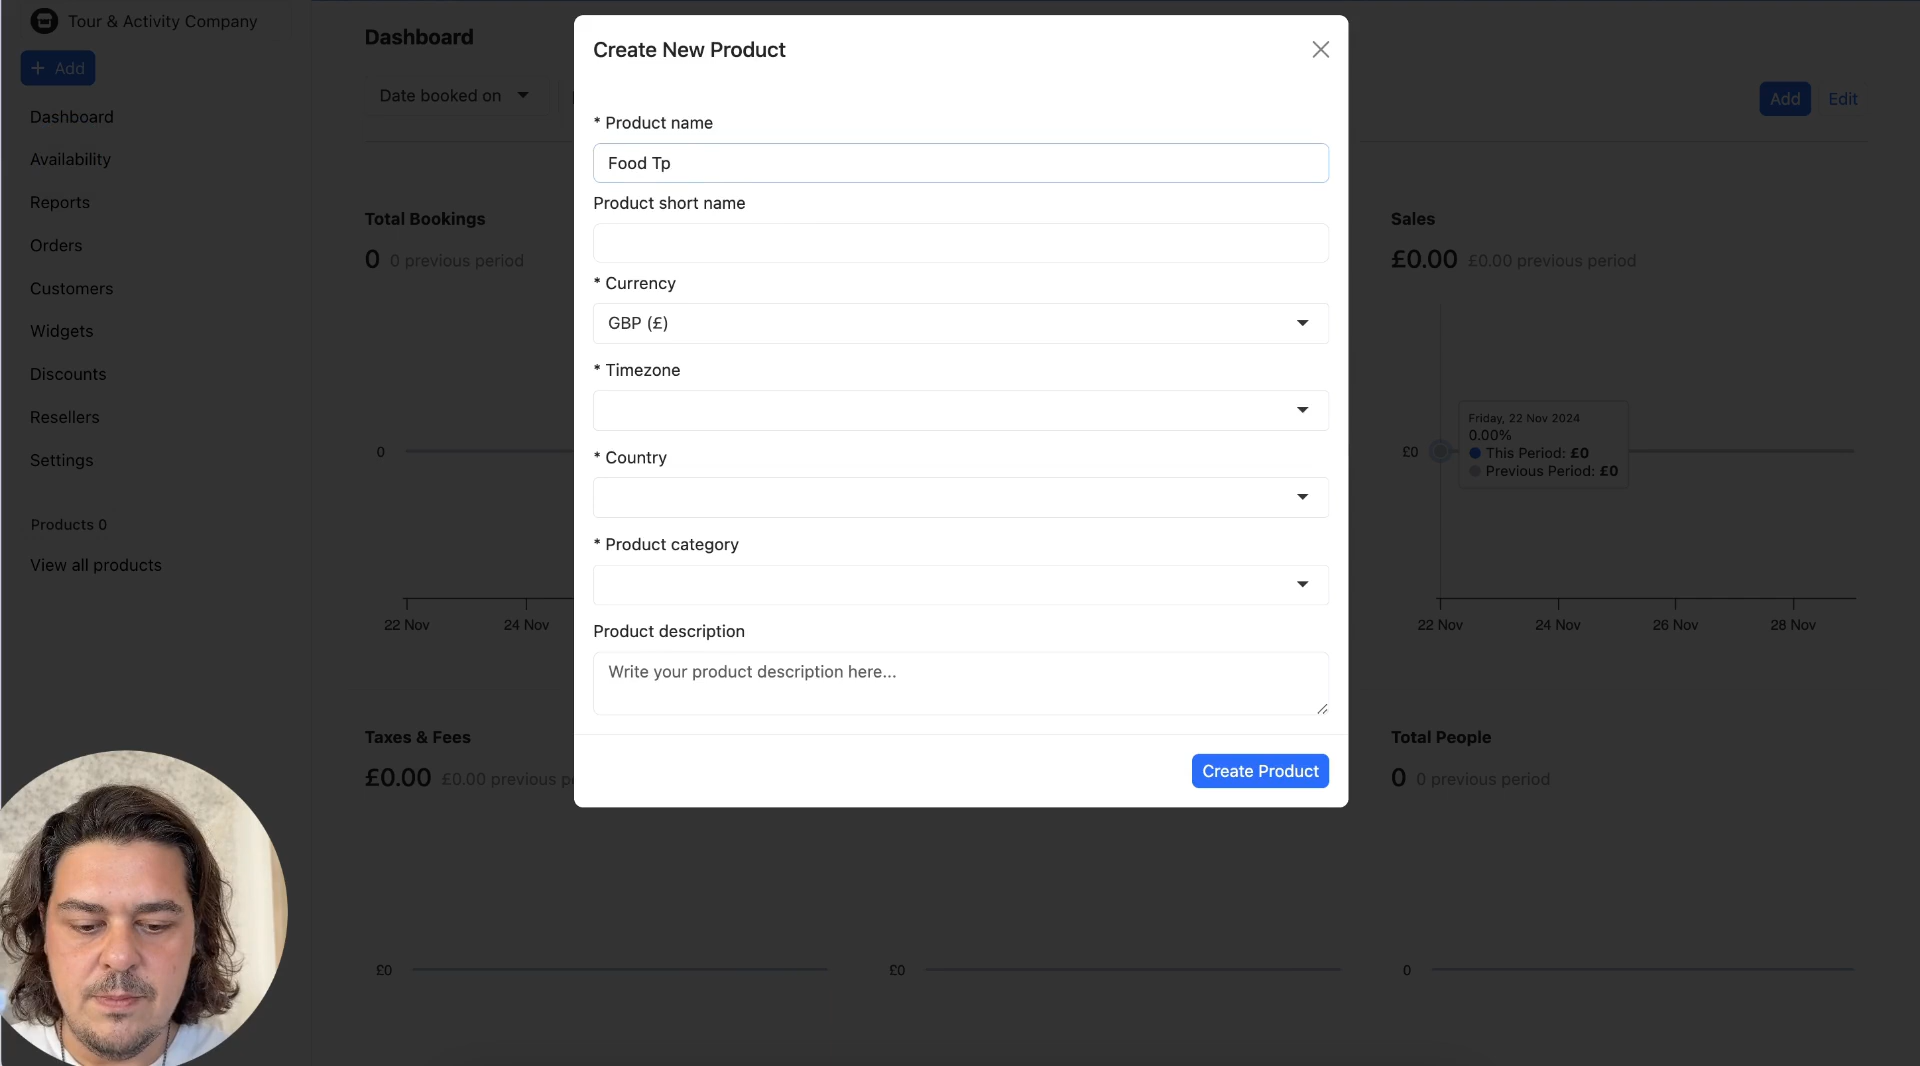 Tour & Activity Company
+ Add
Dashboard
Availability
Reports
Orders
Customers
Widgets
Discounts
Resellers
Settings
Products 0
View all products
Dashboard
Date booked on
Add
Edit
Total Bookings
0 0 previous period
0
22 Nov
24 Nov
Create New Product
* Product name
Food Tp
Product short name
* Currency
GBP (£)
* Timezone
* Country
* Product category
Product description
Write your product description here...
Create Product
Sales
£0.00 £0.00 previous period
£0
Friday, 22 Nov 2024
0.00%
This Period: £0
Previous Period: £0
22 Nov
24 Nov
26 Nov
28 Nov
Taxes & Fees
£0.00 £0.00 previous
£0
£0
Total People
0 0 previous period
0